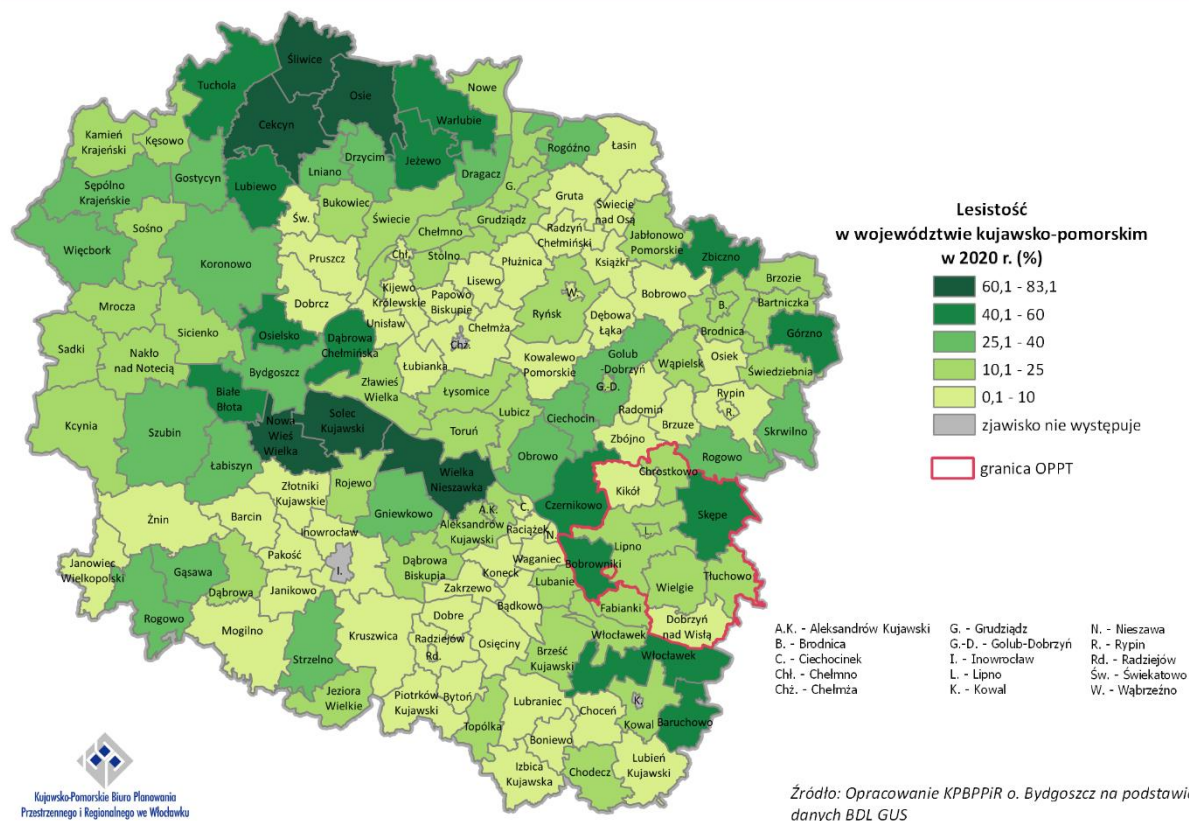 Śliwice
Tuchola
Osie
Nowe
Cekcyn
Warlubie
Kamień
Krajeński
Kęsowo
Jeżewo
Rogóźno
Łasin
Gostycyn
Lubiewo
Lniano
Drzycim
Dragacz
G.
Sępólno
Krajeńskie
Bukowiec
Świecie
Gruta
Świecie
nad Osą
Św.
Grudziądz
Radzyń
Chełmiński
Sośno
Chełmno
Jabłonowo
Pomorskie
Zbiczno
Więcbork
Koronowo
Pruszcz
Chł.
Stolno
Płużnica
Książki
Brzozie
Kijewo
Królewskie
Papowo
Biskupie
Lisewo
W.
Bobrowo
B.
Bartniczka
Mrocza
Dobrcz
Unisław
Ryńsk
Dębowa
Łąka
Brodnica
Górzno
Sicienko
Osielsko
Dąbrowa
Chełmińska
Chełmża
Chż.
Sadki
Nakło
nad Notecią
Bydgoszcz
Łubianka
Kowalewo
Pomorskie
Golub
-Dobrzyń
G.-D.
Wąpielsk
Osiek
Świedziebnia
Zławieś
Wielka
Łysomice
Rypin
R.
Białe
Błota
Lubicz
Ciechocin
Radomin
Brzuze
Kcynia
Szubin
Nowa
Wieś
Wielka
Solec
Kujawski
Toruń
Zbójno
Skrwilno
Łabiszyn
Wielka
Nieszawka
Obrowo
Rogowo
Złotniki
Kujawskie
Rojewo
Czernikowo
Chrostkowo
Kikół
Skępe
Żnin
Barcin
Inowrocław
Gniewkowo
A.K.
C.
Aleksandrów
Kujawski
Raciążek
N.
Pakość
I.
L.
Lipno
Janowiec
Wielkopolski
Gąsawa
Dąbrowa
Janikowo
Dąbrowa
Biskupia
Waganiec
Koneck
Bobrowniki
Tłuchowo
Lubanie
Wielgie
Rogowo
Zakrzewo
Mogilno
Kruszwica
Dobre
Bądkowo
Fabianki
Dobrzyń
nad Wisłą
Strzelno
Radziejów
Rd.
Osięciny
Włocławek
Brześć
Kujawski
Włocławek
Jeziora
Wielkie
Piotrków
Kujawski
Bytoń
Lubraniec
Topólka
Choceń
K.
Kowal
Baruchowo
Boniewo
Izbica
Kujawska
Chodecz
Lubień
Kujawski
Lesistość
w województwie kujawsko-pomorskim
w 2020 r. (%)
60,1 - 83,1
40,1 - 60
25,1 - 40
10,1 - 25
0,1 - 10
zjawisko nie występuje
granica OPPT
A.K. - Aleksandrów Kujawski
B. - Brodnica
C. - Ciechocinek
Chł. - Chełmno
Chż. - Chełmża
G. - Grudziądz
G.-D. - Golub-Dobrzyń
I. - Inowrocław
L. - Lipno
K. - Kowal
N. - Nieszawa
R. - Rypin
Rd. - Radziejów
Św. - Świekatowo
W. - Wąbrzeźno
Kujawsko-Pomorskie Biuro Planowania
Przestrzennego i Regionalnego we Włocławku
Źródło: Opracowanie KPBPPiR o. Bydgoszcz na podstawie
danych BDL GUS